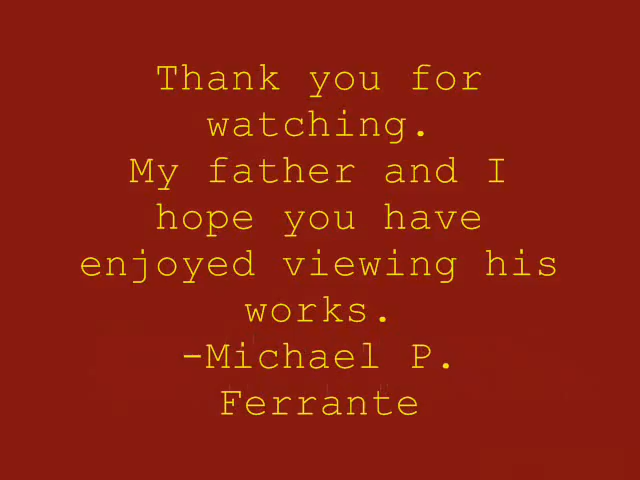 Thank you for
watching.
My father and I
hope you have
enjoyed viewing his
works.
-Michael P.
Ferrante